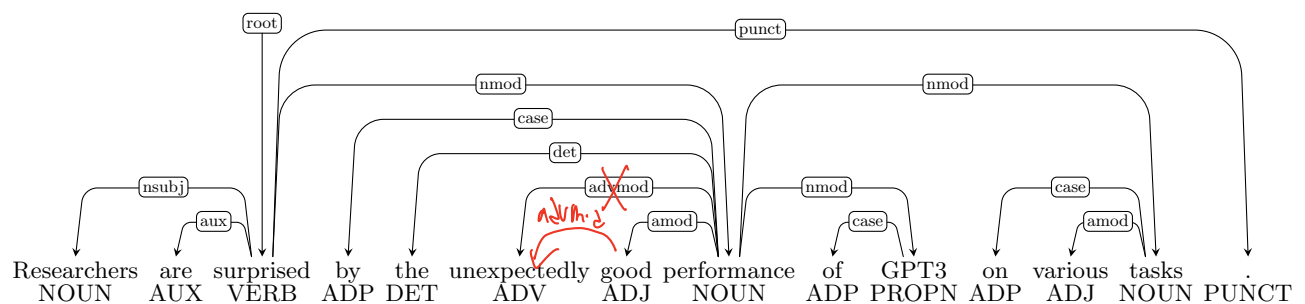 root
punct
nmod nmod
case
det
nsubj advmod nmod case
advmod
aux amod case amod
Researchers are surprised by the unexpectedly good performance of GPT3 on various tasks .
NOUN AUX VERB ADP DET ADV ADJ NOUN ADP PROPN ADP ADJ NOUN PUNCT